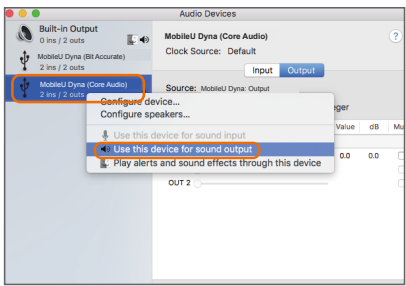 Audio Devices
Built-in Output
0 ins / 2 outs
MobileU Dyna (Bit Accurate)
2 ins / 2 outs
MobileU Dyna (Core Audio)
2 ins / 2 outs
MobileU Dyna (Core Audio)
?
Clock Source: Default
Input Output
Source: MobileU Dyna: Output
Configure device...
Configure speakers...
Use this device for sound input
Use this device for sound output
Play alerts and sound effects through this device
Value dB Mu
0.0 0.0
OUT 2